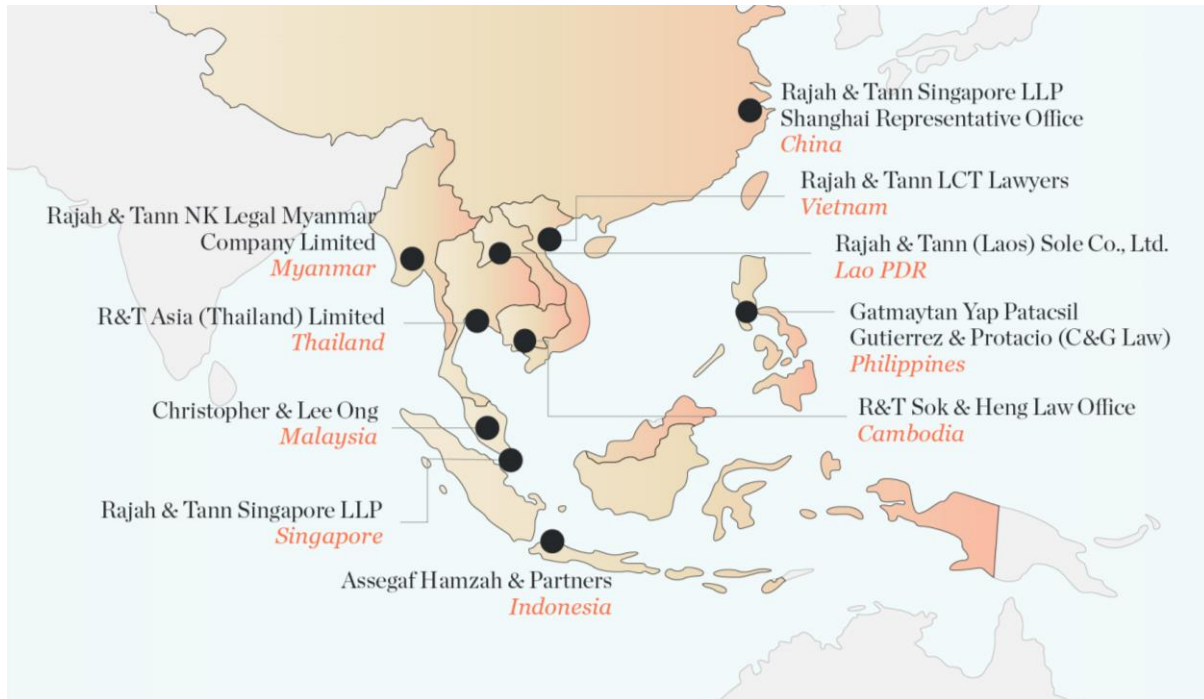 Rajah & Tann Singapore LLP
Shanghai Representative Office
China
Rajah & Tann LCT Lawyers
Vietnam
Rajah & Tann NK Legal Myanmar
Company Limited
Myanmar
Rajah & Tann (Laos) Sole Co., Ltd.
Lao PDR
R&T Asia (Thailand) Limited
Thailand
Gatmaytan Yap Patacsil
Gutierrez & Protacio (C&G Law)
Philippines
Christopher & Lee Ong
Malaysia
R&T Sok & Heng Law Office
Cambodia
Rajah & Tann Singapore LLP
Singapore
Assegaf Hamzah & Partners
Indonesia